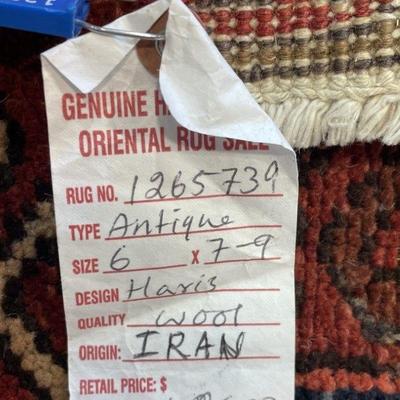 GENUINE H
ORIENTAL RUG SALE
RUG NO. 1265739
TYPE Antique
SIZE 6 x 7-9
DESIGN Haris
QUALITY wool
ORIGIN: IRAN
RETAIL PRICE: $